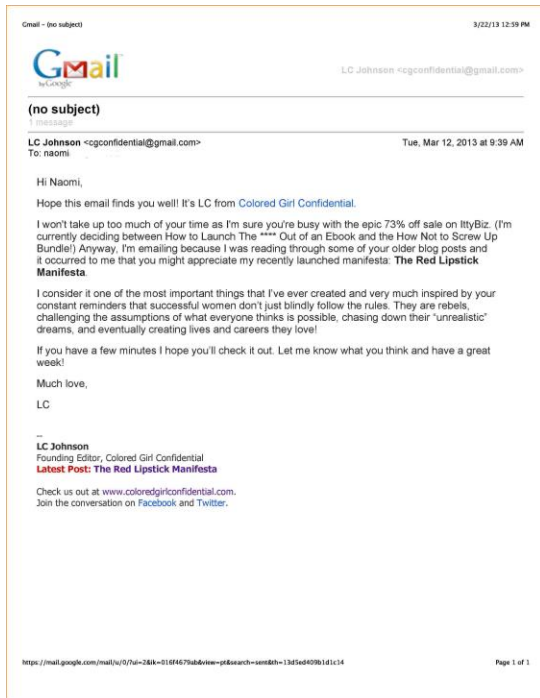 Gmail - (no subject)
3/22/13 12:59 PM
Gmail
by Google
LC Johnson <cgconfidential@gmail.com>
(no subject)
1 message
LC Johnson <cgconfidential@gmail.com>
Tue, Mar 12, 2013 at 9:39 AM
To: naomi
Hi Naomi,
Hope this email finds you well! It's LC from Colored Girl Confidential.
I won't take up too much of your time as I'm sure you're busy with the epic 73% off sale on IttyBiz. (I'm
currently deciding between How to Launch The **** Out of an Ebook and the How Not to Screw Up
Bundle!) Anyway, I'm emailing because I was reading through some of your older blog posts and
it occurred to me that you might appreciate my recently launched manifesta: The Red Lipstick
Manifesta.
I consider it one of the most important things that I've ever created and very much inspired by your
constant reminders that successful women don't just blindly follow the rules. They are rebels,
challenging the assumptions of what everyone thinks is possible, chasing down their "unrealistic"
dreams, and eventually creating lives and careers they love!
If you have a few minutes I hope you'll check it out. Let me know what you think and have a great
week!
Much love,
LC
--
LC Johnson
Founding Editor, Colored Girl Confidential
Latest Post: The Red Lipstick Manifesta
Check us out at www.coloredgirlconfidential.com.
Join the conversation on Facebook and Twitter.
https://mail.google.com/mail/u/0/?ui=2&ik=016f4679ab&view=pt&search=sent&th=13d5ed409b1d1c14
Page 1 of 1